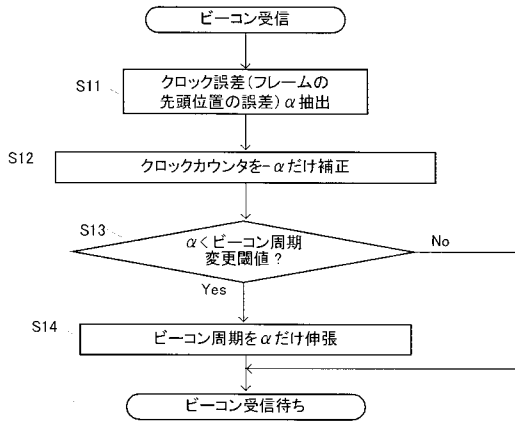 ビーコン受信
S11
クロック誤差(フレームの
先頭位置の誤差)α抽出
S12
クロックカウンタを-αだけ補正
S13
α<ビーコン周期
変更閾値?
No
Yes
S14
ビーコン周期をαだけ伸張
ビーコン受信待ち